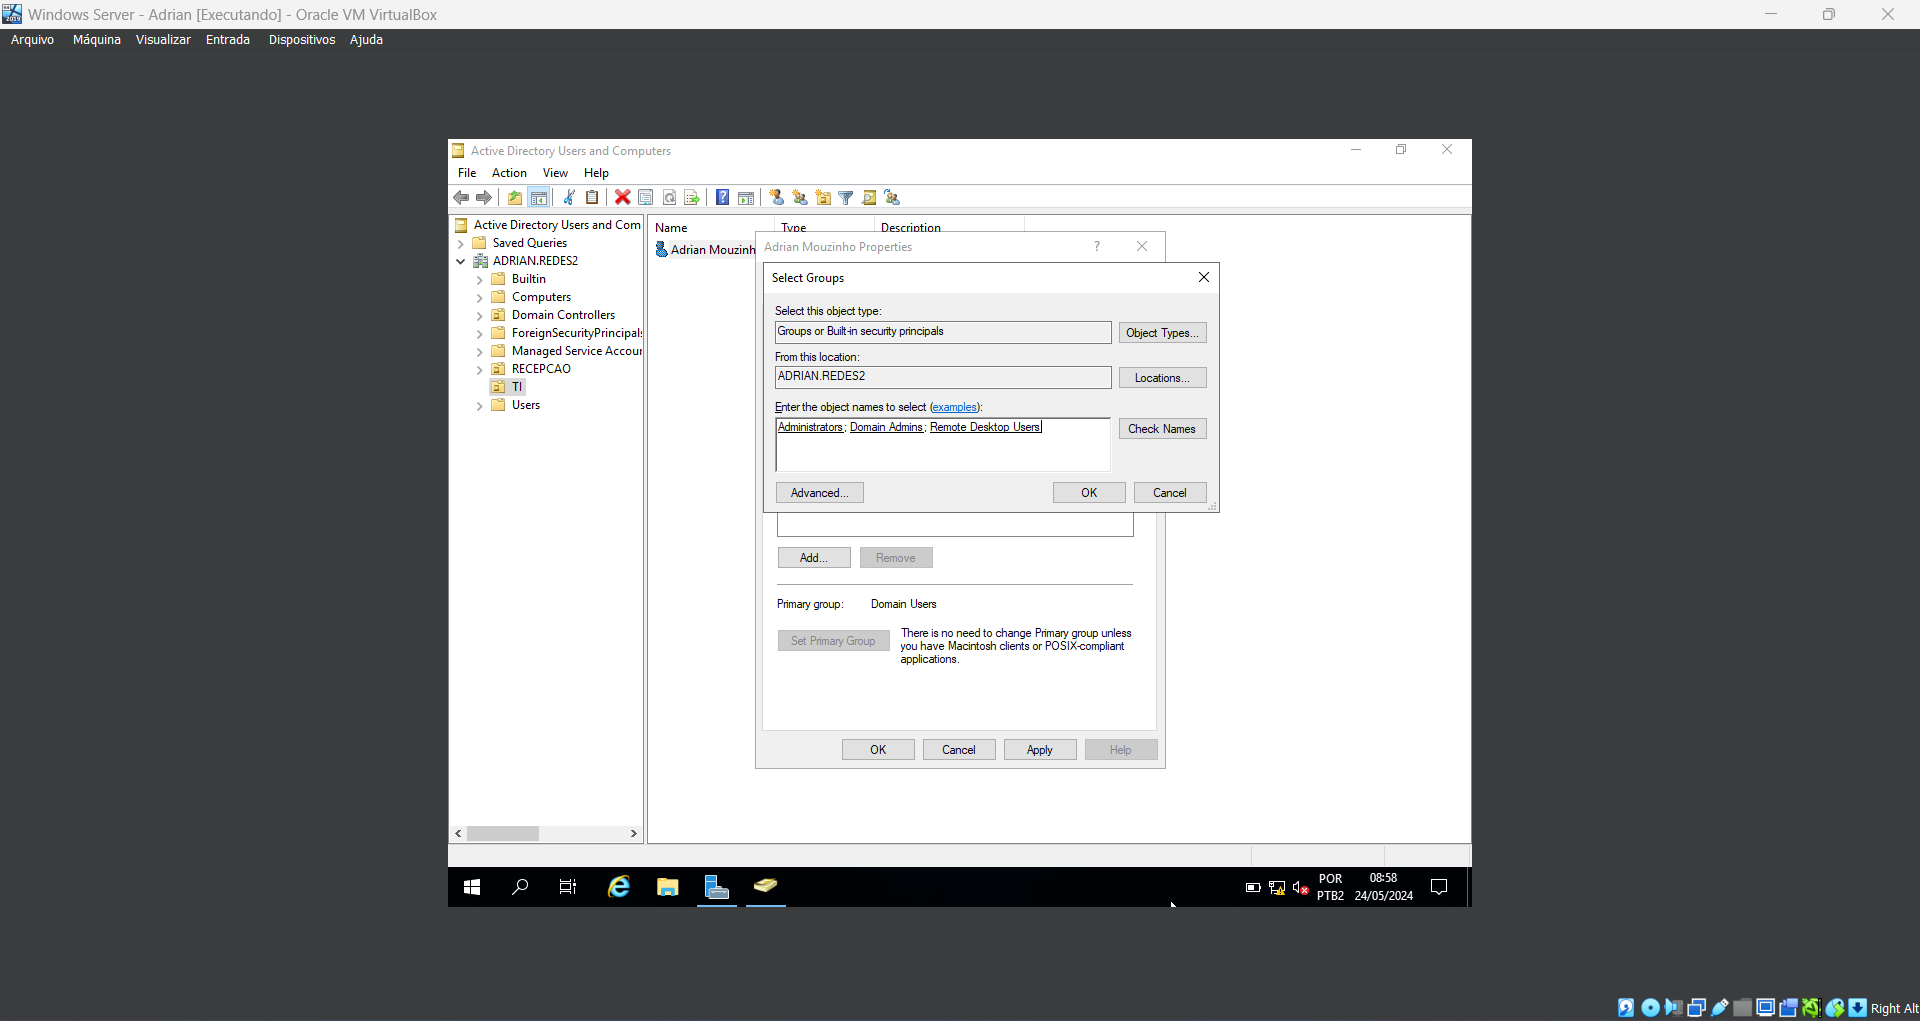 Windows Server - Adrian [Executando] - Oracle VM VirtualBox
Arquivo Máquina Visualizar Entrada Dispositivos Ajuda
Active Directory Users and Computers
File Action View Help
Active Directory Users and Com
Saved Queries
ADRIAN.REDES2
Builtin
Computers
Domain Controllers
ForeignSecurityPrincipals
Managed Service Accour
RECEPCAO
TI
Users
Name Type Description
Adrian Mouzinh
Adrian Mouzinho Properties
?
Select Groups
Select this object type:
Groups or Built-in security principals
Object Types...
From this location:
ADRIAN.REDES2
Locations...
Enter the object names to select (examples):
Administrators; Domain Admins; Remote Desktop Users
Check Names
Advanced...
OK Cancel
Add... Remove
Primary group: Domain Users
Set Primary Group
There is no need to change Primary group unless
you have Macintosh clients or POSIX-compliant
applications.
OK Cancel Apply Help
POR
PTB2
08:58
24/05/2024
Right Alt